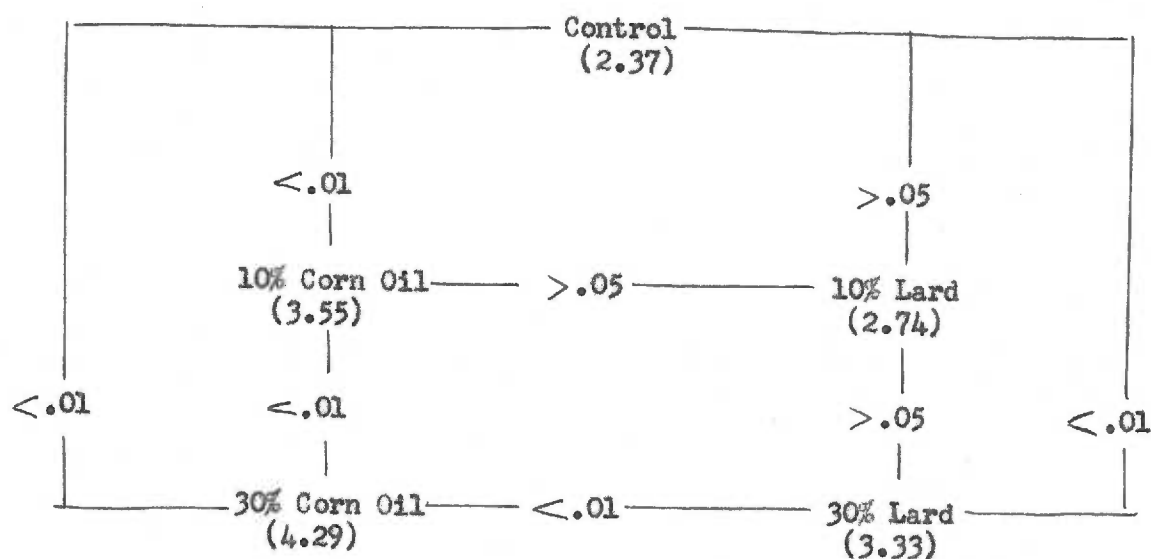 Control
(2.37)
<.01 >.05
10% Corn Oil >.05 10% Lard
(3.55) (2.74)
<.01 <.01 >.05 <.01
30% Corn Oil <.01 30% Lard
(4.29) (3.33)